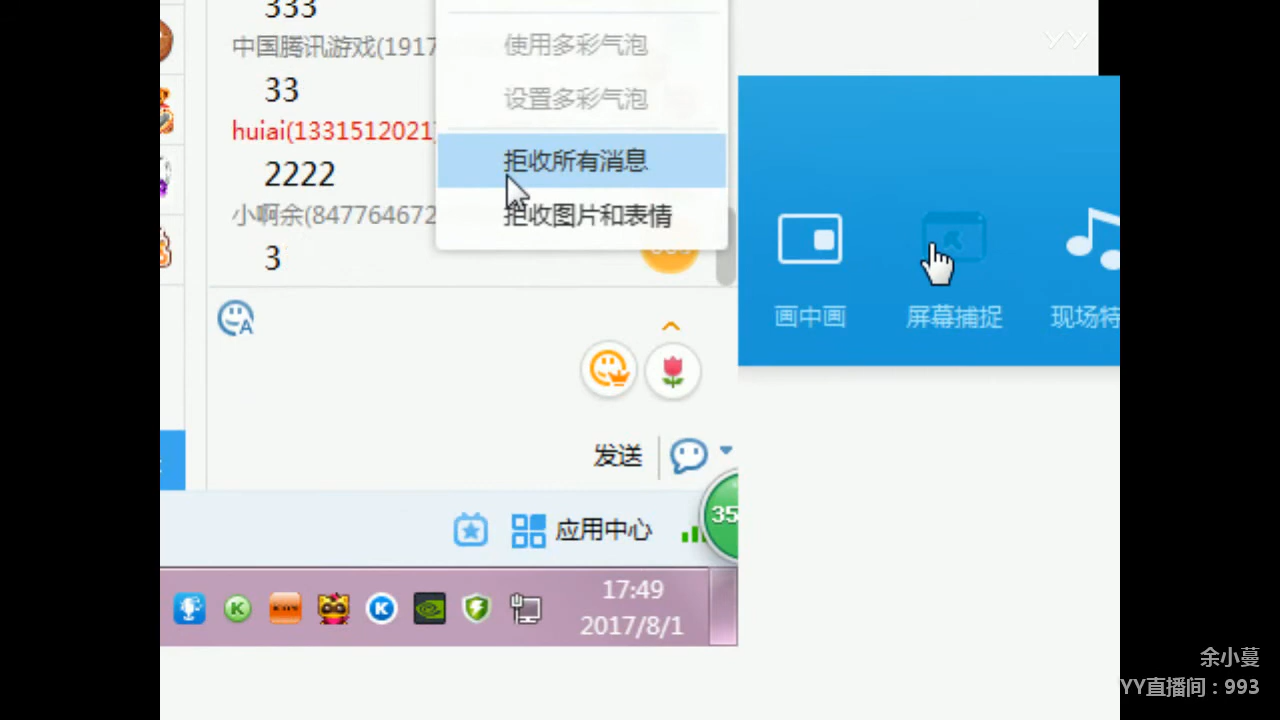 333
中国腾讯游戏(1917
33
huiai(1331512021)
2222
小啊余(847764672
3
使用多彩气泡
设置多彩气泡
拒收所有消息
拒收图片和表情
YY
画中画
屏幕捕捉
现场特
发送
35
应用中心
17:49
2017/8/1
余小蔓
YY直播间：993